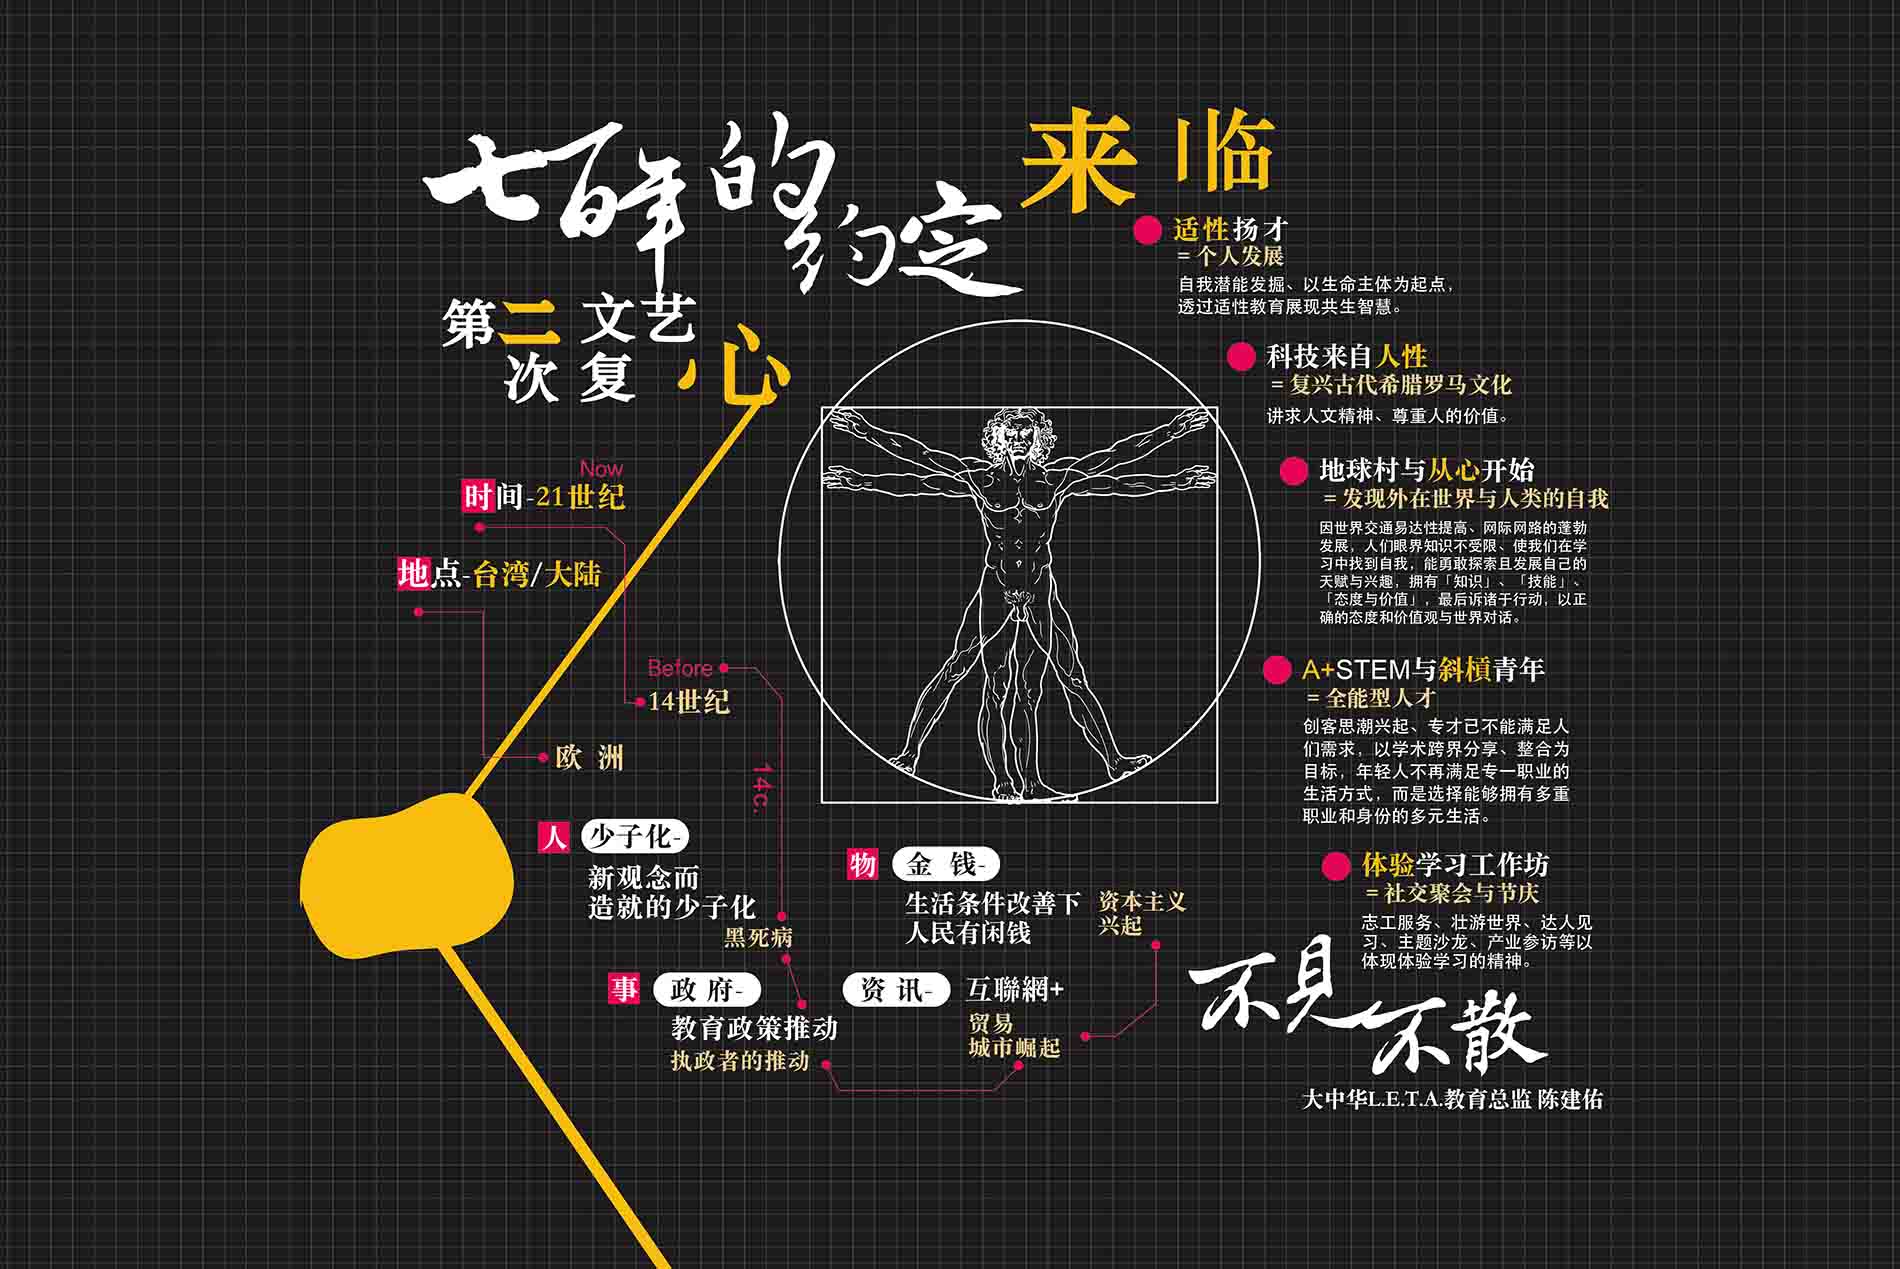 七百年的约定
来临
第二次
文艺复心
Now
时间-21世纪
地点-台湾/大陆
Before
14世纪
欧 洲
14c.
人 少子化-
新观念而
造就的少子化
黑死病
事 政 府-
教育政策推动
执政者的推动
物 金 钱-
生活条件改善下
人民有闲钱
资本主义
兴起
资 讯- 互聯網+
贸易
城市崛起
适性扬才
=个人发展
自我潜能发掘、以生命主体为起点，
透过适性教育展现共生智慧。
科技来自人性
=复兴古代希腊罗马文化
讲求人文精神、尊重人的价值。
地球村与从心开始
=发现外在世界与人类的自我
因世界交通易达性提高、网际网路的蓬勃
发展，人们眼界知识不受限、使我们在学
习中找到自我，能勇敢探索且发展自己的
天赋与兴趣，拥有「知识」、「技能」、
「态度与价值」，最后诉诸于行动，以正
确的态度和价值观与世界对话。
A+STEM与斜槓青年
=全能型人才
创客思潮兴起、专才已不能满足人
们需求，以学术跨界分享、整合为
目标，年轻人不再满足专一职业的
生活方式，而是选择能够拥有多重
职业和身份的多元生活。
体验学习工作坊
=社交聚会与节庆
志工服务、壮游世界、达人见
习、主题沙龙、产业参访等以
体现体验学习的精神。
不見不散
大中华L.E.T.A.教育总监 陈建佑